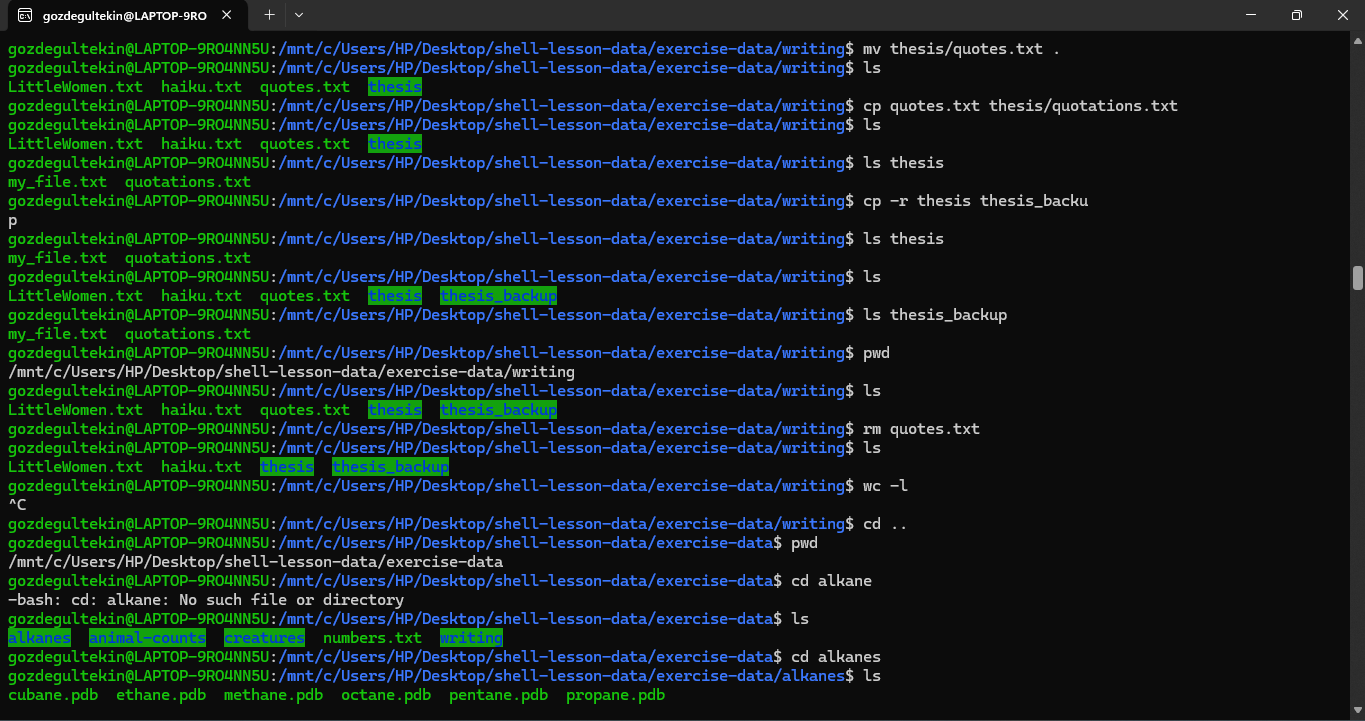 gozdegultekin@LAPTOP-9RO
gozdegultekin@LAPTOP-9RO4NN5U:/mnt/c/Users/HP/Desktop/shell-lesson-data/exercise-data/writing$ mv thesis/quotes.txt .
gozdegultekin@LAPTOP-9RO4NN5U:/mnt/c/Users/HP/Desktop/shell-lesson-data/exercise-data/writing$ ls
LittleWomen.txt  haiku.txt  quotes.txt  thesis
gozdegultekin@LAPTOP-9RO4NN5U:/mnt/c/Users/HP/Desktop/shell-lesson-data/exercise-data/writing$ cp quotes.txt thesis/quotations.txt
gozdegultekin@LAPTOP-9RO4NN5U:/mnt/c/Users/HP/Desktop/shell-lesson-data/exercise-data/writing$ ls
LittleWomen.txt  haiku.txt  quotes.txt  thesis
gozdegultekin@LAPTOP-9RO4NN5U:/mnt/c/Users/HP/Desktop/shell-lesson-data/exercise-data/writing$ ls thesis
my_file.txt  quotations.txt
gozdegultekin@LAPTOP-9RO4NN5U:/mnt/c/Users/HP/Desktop/shell-lesson-data/exercise-data/writing$ cp -r thesis thesis_backu
p
gozdegultekin@LAPTOP-9RO4NN5U:/mnt/c/Users/HP/Desktop/shell-lesson-data/exercise-data/writing$ ls thesis
my_file.txt  quotations.txt
gozdegultekin@LAPTOP-9RO4NN5U:/mnt/c/Users/HP/Desktop/shell-lesson-data/exercise-data/writing$ ls
LittleWomen.txt  haiku.txt  quotes.txt  thesis  thesis_backup
gozdegultekin@LAPTOP-9RO4NN5U:/mnt/c/Users/HP/Desktop/shell-lesson-data/exercise-data/writing$ ls thesis_backup
my_file.txt  quotations.txt
gozdegultekin@LAPTOP-9RO4NN5U:/mnt/c/Users/HP/Desktop/shell-lesson-data/exercise-data/writing$ pwd
/mnt/c/Users/HP/Desktop/shell-lesson-data/exercise-data/writing
gozdegultekin@LAPTOP-9RO4NN5U:/mnt/c/Users/HP/Desktop/shell-lesson-data/exercise-data/writing$ ls
LittleWomen.txt  haiku.txt  quotes.txt  thesis  thesis_backup
gozdegultekin@LAPTOP-9RO4NN5U:/mnt/c/Users/HP/Desktop/shell-lesson-data/exercise-data/writing$ rm quotes.txt
gozdegultekin@LAPTOP-9RO4NN5U:/mnt/c/Users/HP/Desktop/shell-lesson-data/exercise-data/writing$ ls
LittleWomen.txt  haiku.txt  thesis  thesis_backup
gozdegultekin@LAPTOP-9RO4NN5U:/mnt/c/Users/HP/Desktop/shell-lesson-data/exercise-data/writing$ wc -l
^C
gozdegultekin@LAPTOP-9RO4NN5U:/mnt/c/Users/HP/Desktop/shell-lesson-data/exercise-data/writing$ cd ..
gozdegultekin@LAPTOP-9RO4NN5U:/mnt/c/Users/HP/Desktop/shell-lesson-data/exercise-data$ pwd
/mnt/c/Users/HP/Desktop/shell-lesson-data/exercise-data
gozdegultekin@LAPTOP-9RO4NN5U:/mnt/c/Users/HP/Desktop/shell-lesson-data/exercise-data$ cd alkane
-bash: cd: alkane: No such file or directory
gozdegultekin@LAPTOP-9RO4NN5U:/mnt/c/Users/HP/Desktop/shell-lesson-data/exercise-data$ ls
alkanes  animal-counts  creatures  numbers.txt  writing
gozdegultekin@LAPTOP-9RO4NN5U:/mnt/c/Users/HP/Desktop/shell-lesson-data/exercise-data$ cd alkanes
gozdegultekin@LAPTOP-9RO4NN5U:/mnt/c/Users/HP/Desktop/shell-lesson-data/exercise-data/alkanes$ ls
cubane.pdb  ethane.pdb  methane.pdb  octane.pdb  pentane.pdb  propane.pdb